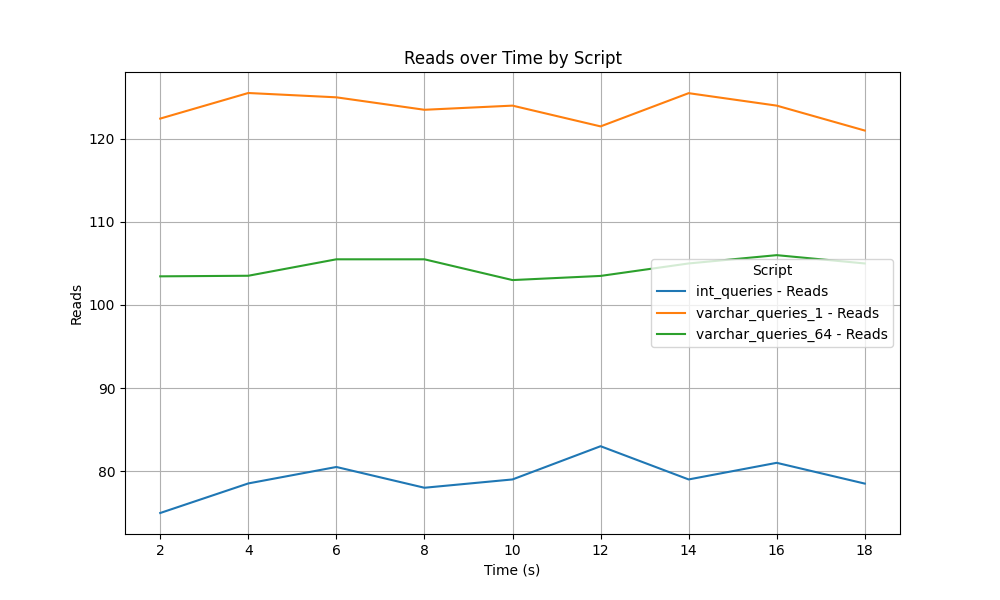 Reads over Time by Script
120
110
100
90
80
Reads
Script
int_queries - Reads
varchar_queries_1 - Reads
varchar_queries_64 - Reads
2 4 6 8 10 12 14 16 18
Time (s)